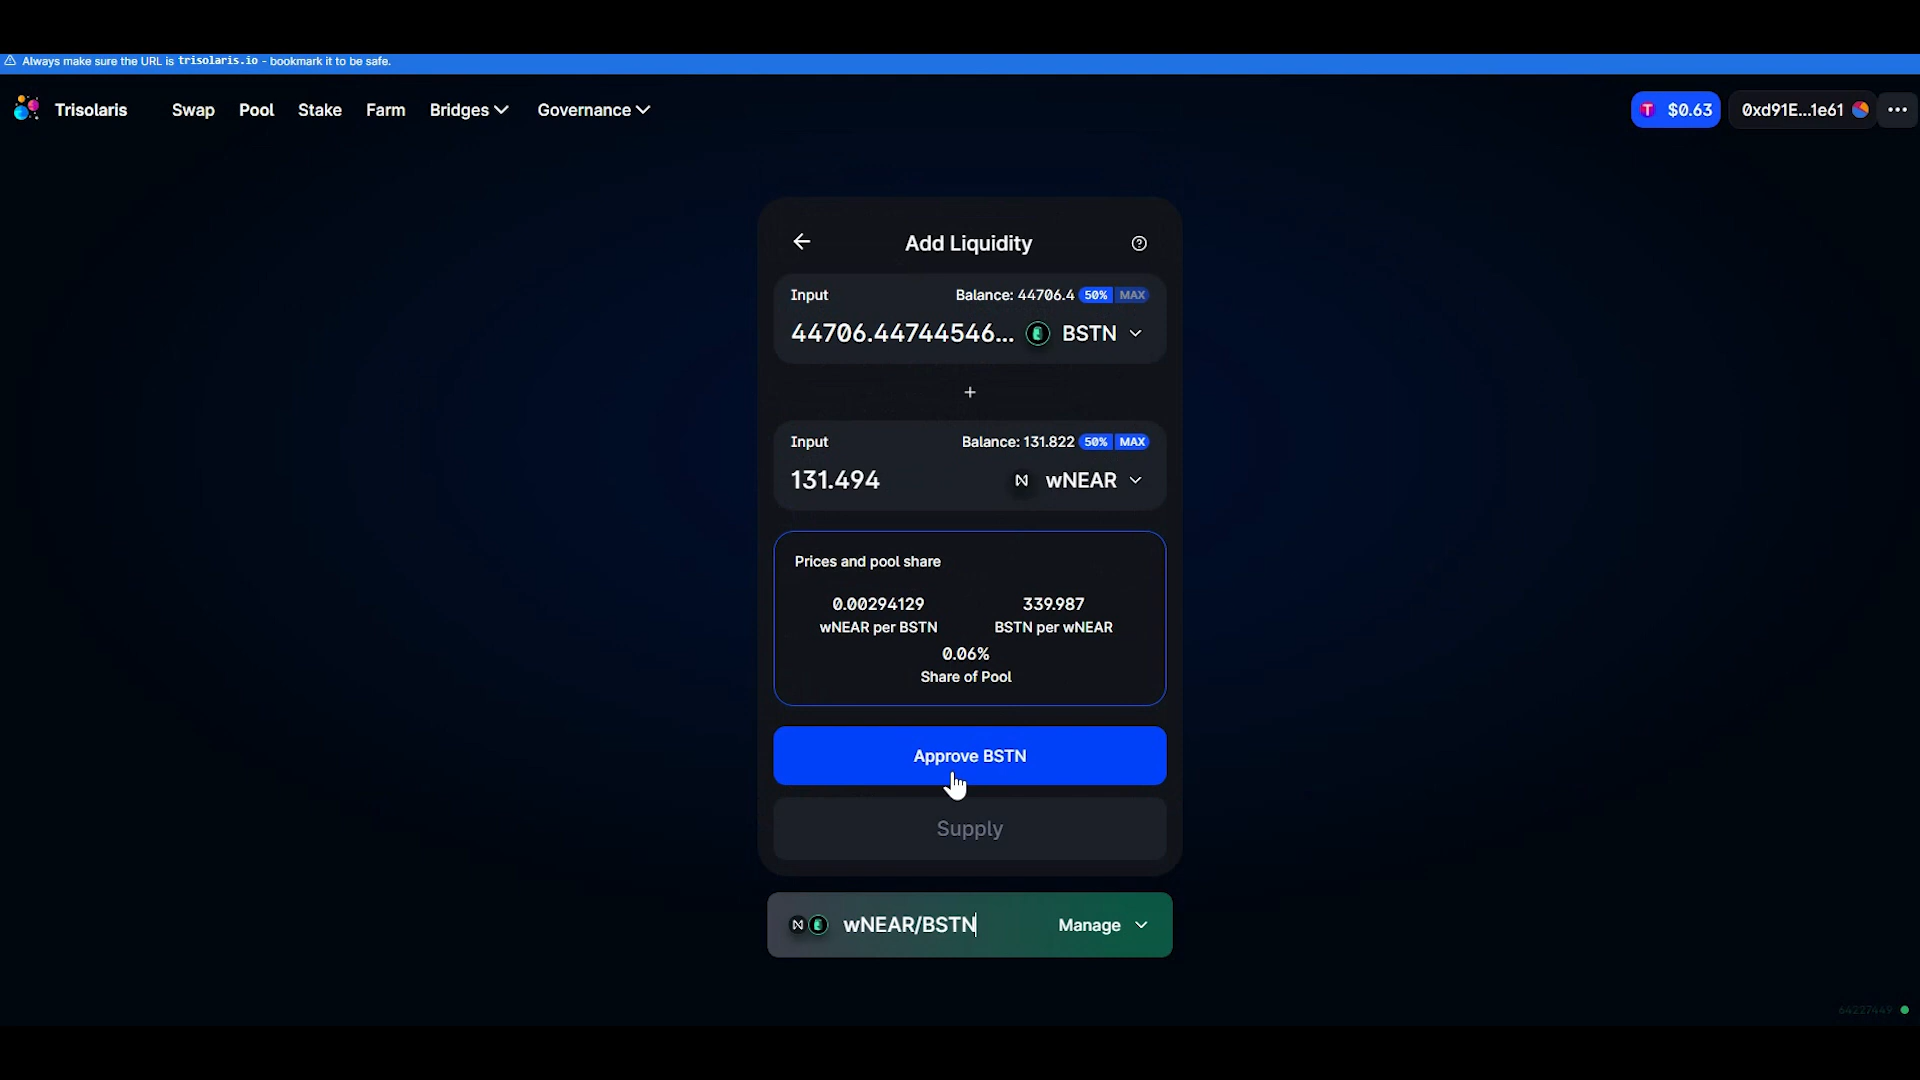 Always make sure the URL is trisolaris.io - bookmark it to be safe.
Trisolaris Swap Pool Stake Farm Bridges Governance T $0.63 0xd91E...1e61
Add Liquidity
Input Balance: 44706.4 50% MAX
44706.44744546... BSTN
+
Input Balance: 131.822 50% MAX
131.494 wNEAR
Prices and pool share
0.00294129 339.987
wNEAR per BSTN BSTN per wNEAR
0.06%
Share of Pool
Approve BSTN
Supply
wNEAR/BSTN Manage
64227449